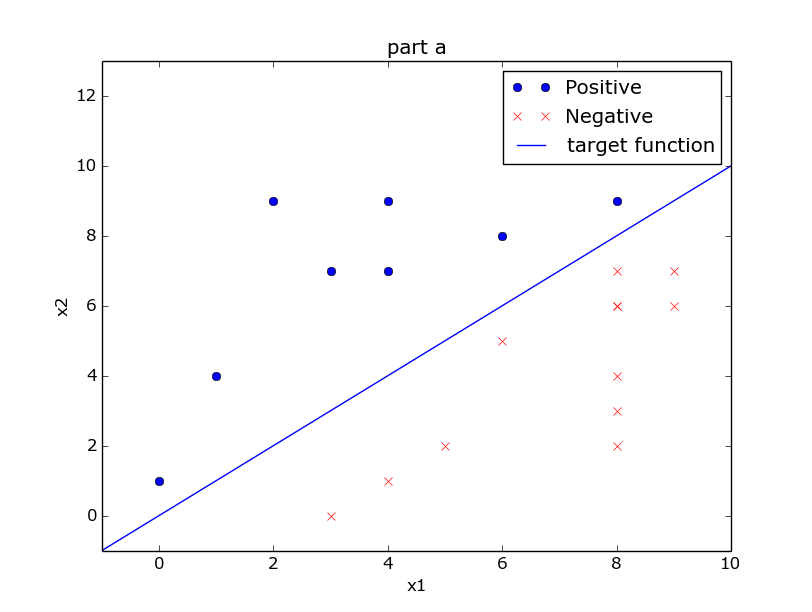 part a
Positive
Negative
target function
12
10
8
6
4
2
0
x2
0 2 4 6 8 10
x1